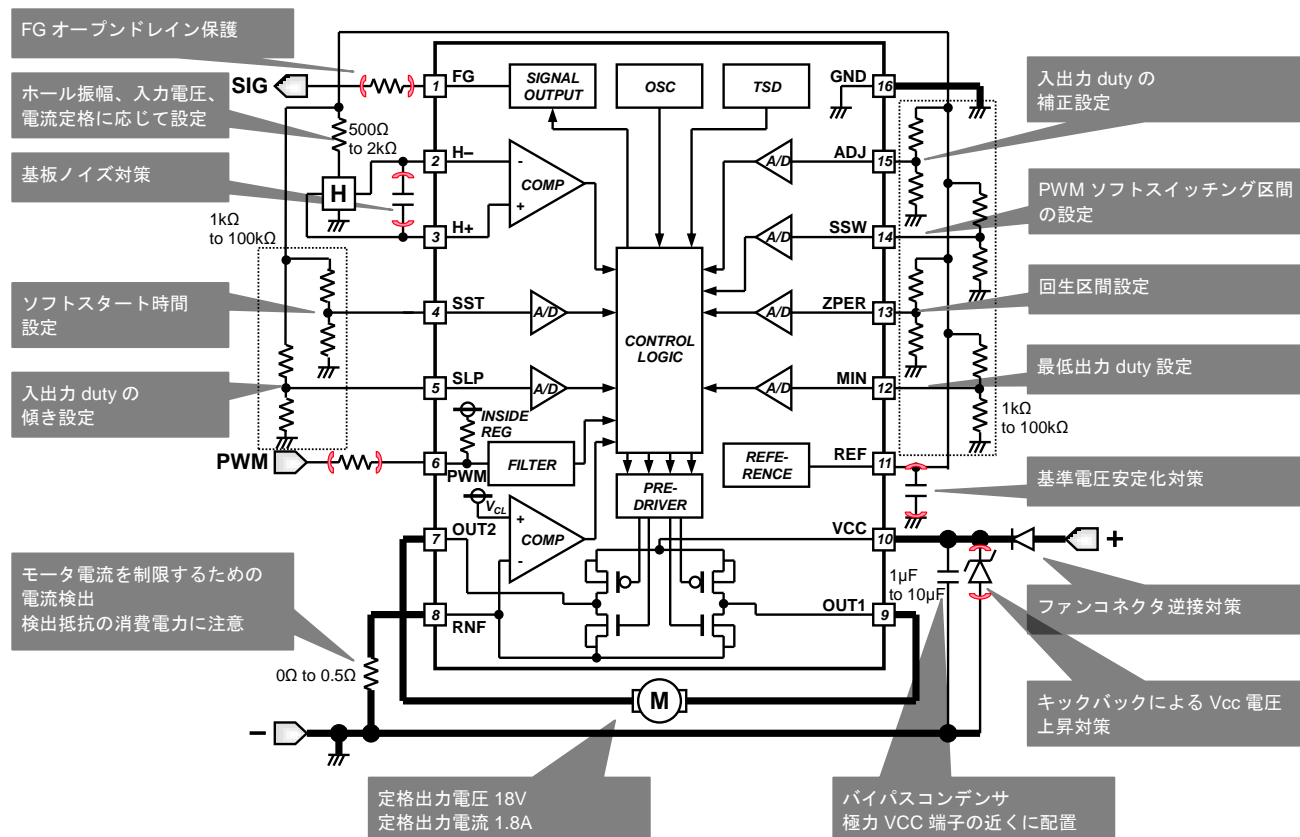 FG オープンドレイン保護
SIG
ホール振幅、入力電圧、
電流定格に応じて設定
500Ω
to 2kΩ
基板ノイズ対策
H
1kΩ
to 100kΩ
ソフトスタート時間
設定
入出力 duty の
傾き設定
PWM
モータ電流を制限するための
電流検出
検出抵抗の消費電力に注意
0Ω to 0.5Ω
−
1
FG
2
H−
3
H+
4
SST
5
SLP
6
PWM
7
OUT2
8
RNF
SIGNAL
OUTPUT
OSC
TSD
-
COMP
+
A/D
A/D
INSIDE
REG
FILTER
VCL
+
COMP
-
CONTROL
LOGIC
PRE-
DRIVER
A/D
A/D
A/D
A/D
REFE-
RENCE
GND
16
ADJ
15
SSW
14
ZPER
13
MIN
12
REF
11
VCC
10
OUT1
9
M
入出力 duty の
補正設定
PWM ソフトスイッチング区間
の設定
回生区間設定
最低出力 duty 設定
1kΩ
to 100kΩ
基準電圧安定化対策
+
1µF
to 10µF
ファンコネクタ逆接対策
キックバックによる Vcc 電圧
上昇対策
定格出力電圧 18V
定格出力電流 1.8A
バイパスコンデンサ
極力 VCC 端子の近くに配置